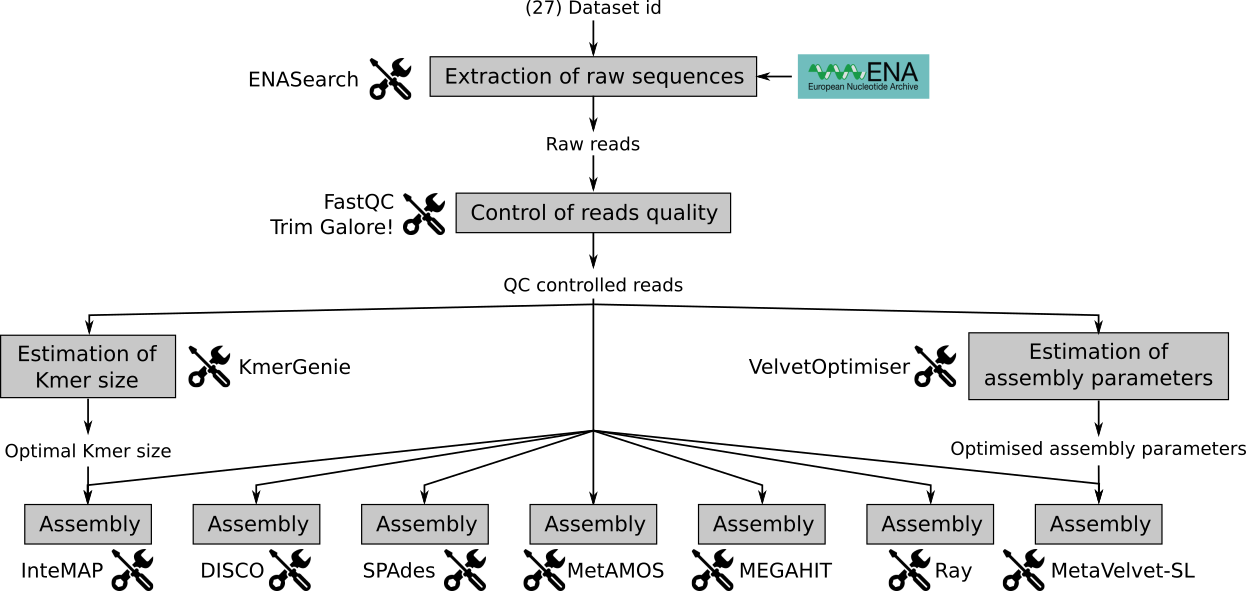 (27) Dataset id
ENASearch
Extraction of raw sequences
ENA
European Nucleotide Archive
Raw reads
FastQC
Trim Galore!
Control of reads quality
QC controlled reads
Estimation of
Kmer size
KmerGenie
VelvetOptimiser
Estimation of
assembly parameters
Optimal Kmer size
Optimised assembly parameters
Assembly
Assembly
Assembly
Assembly
Assembly
Assembly
Assembly
InteMAP
DISCO
SPAdes
MetAMOS
MEGAHIT
Ray
MetaVelvet-SL